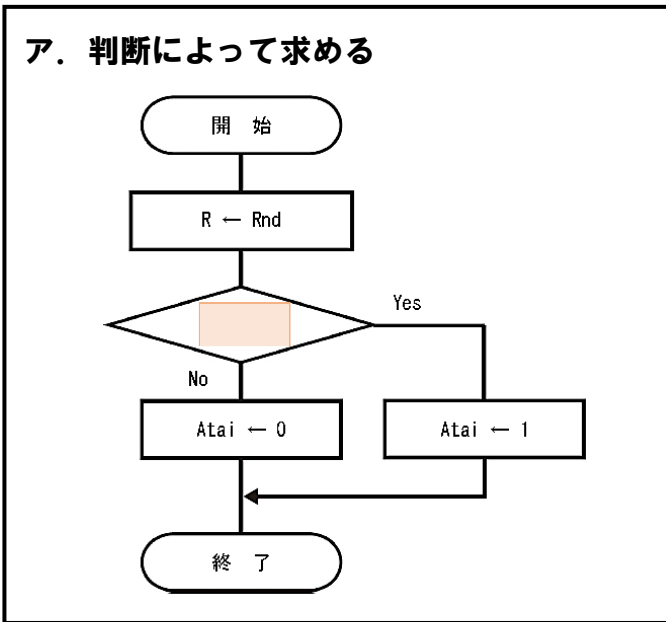 ア．判断によって求める
開　始
R ← Rnd
Yes
No
Atai ← 0
Atai ← 1
終　了